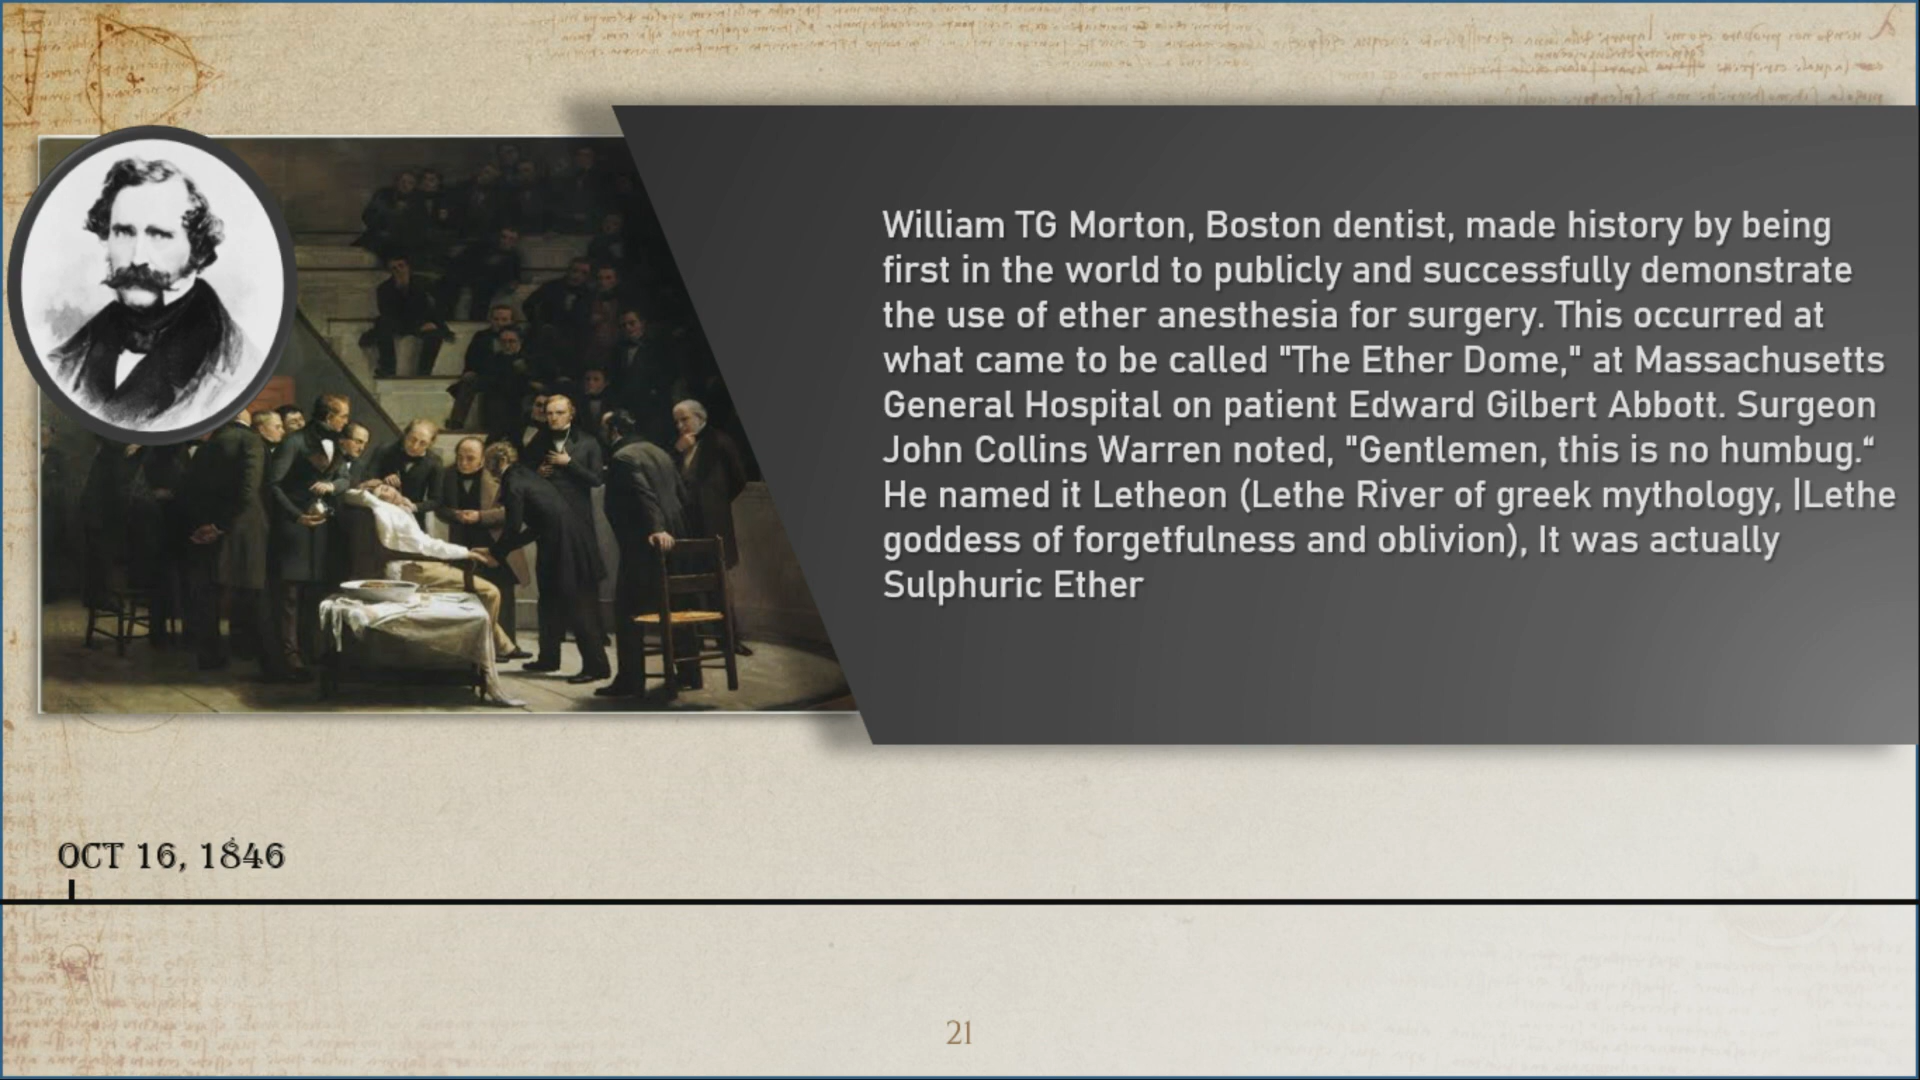 William TG Morton, Boston dentist, made history by being
first in the world to publicly and successfully demonstrate
the use of ether anesthesia for surgery. This occurred at
what came to be called "The Ether Dome," at Massachusetts
General Hospital on patient Edward Gilbert Abbott. Surgeon
John Collins Warren noted, "Gentlemen, this is no humbug.“
He named it Letheon (Lethe River of greek mythology, |Lethe
goddess of forgetfulness and oblivion), It was actually
Sulphuric Ether
OCT 16, 1846
21